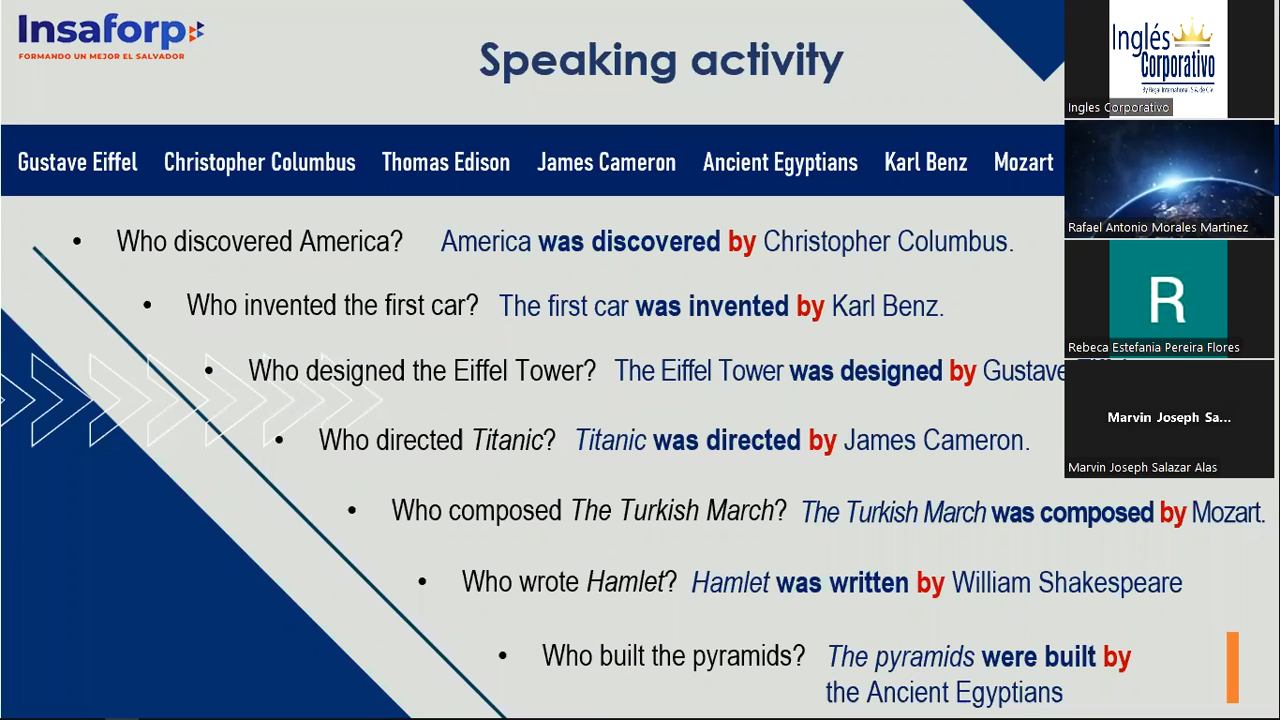 Insaforp
FORMANDO UN MEJOR EL SALVADOR
Speaking activity
Gustave Eiffel Christopher Columbus Thomas Edison James Cameron Ancient Egyptians Karl Benz Mozart
• Who discovered America? America was discovered by Christopher Columbus.
• Who invented the first car? The first car was invented by Karl Benz.
• Who designed the Eiffel Tower? The Eiffel Tower was designed by Gustave
• Who directed Titanic? Titanic was directed by James Cameron.
• Who composed The Turkish March? The Turkish March was composed by Mozart.
• Who wrote Hamlet? Hamlet was written by William Shakespeare
• Who built the pyramids? The pyramids were built by
the Ancient Egyptians
Inglés
Corporativo
Ingles Corporativo
Rafael Antonio Morales Martinez
R
Rebeca Estefania Pereira Flores
Marvin Joseph Sa...
Marvin Joseph Salazar Alas